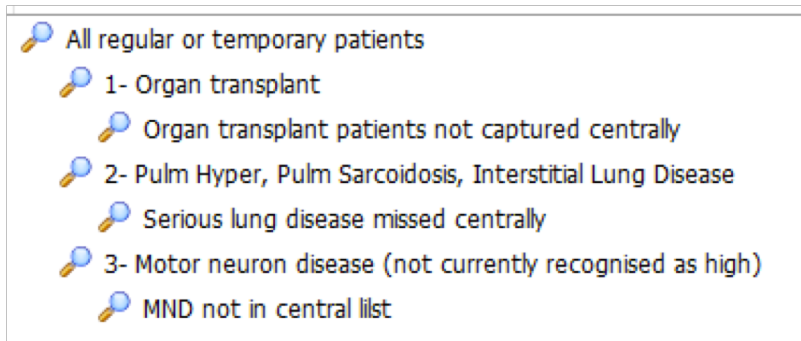 All regular or temporary patients
1- Organ transplant
Organ transplant patients not captured centrally
2- Pulm Hyper, Pulm Sarcoidosis, Interstitial Lung Disease
Serious lung disease missed centrally
3- Motor neuron disease (not currently recognised as high)
MND not in central lilst